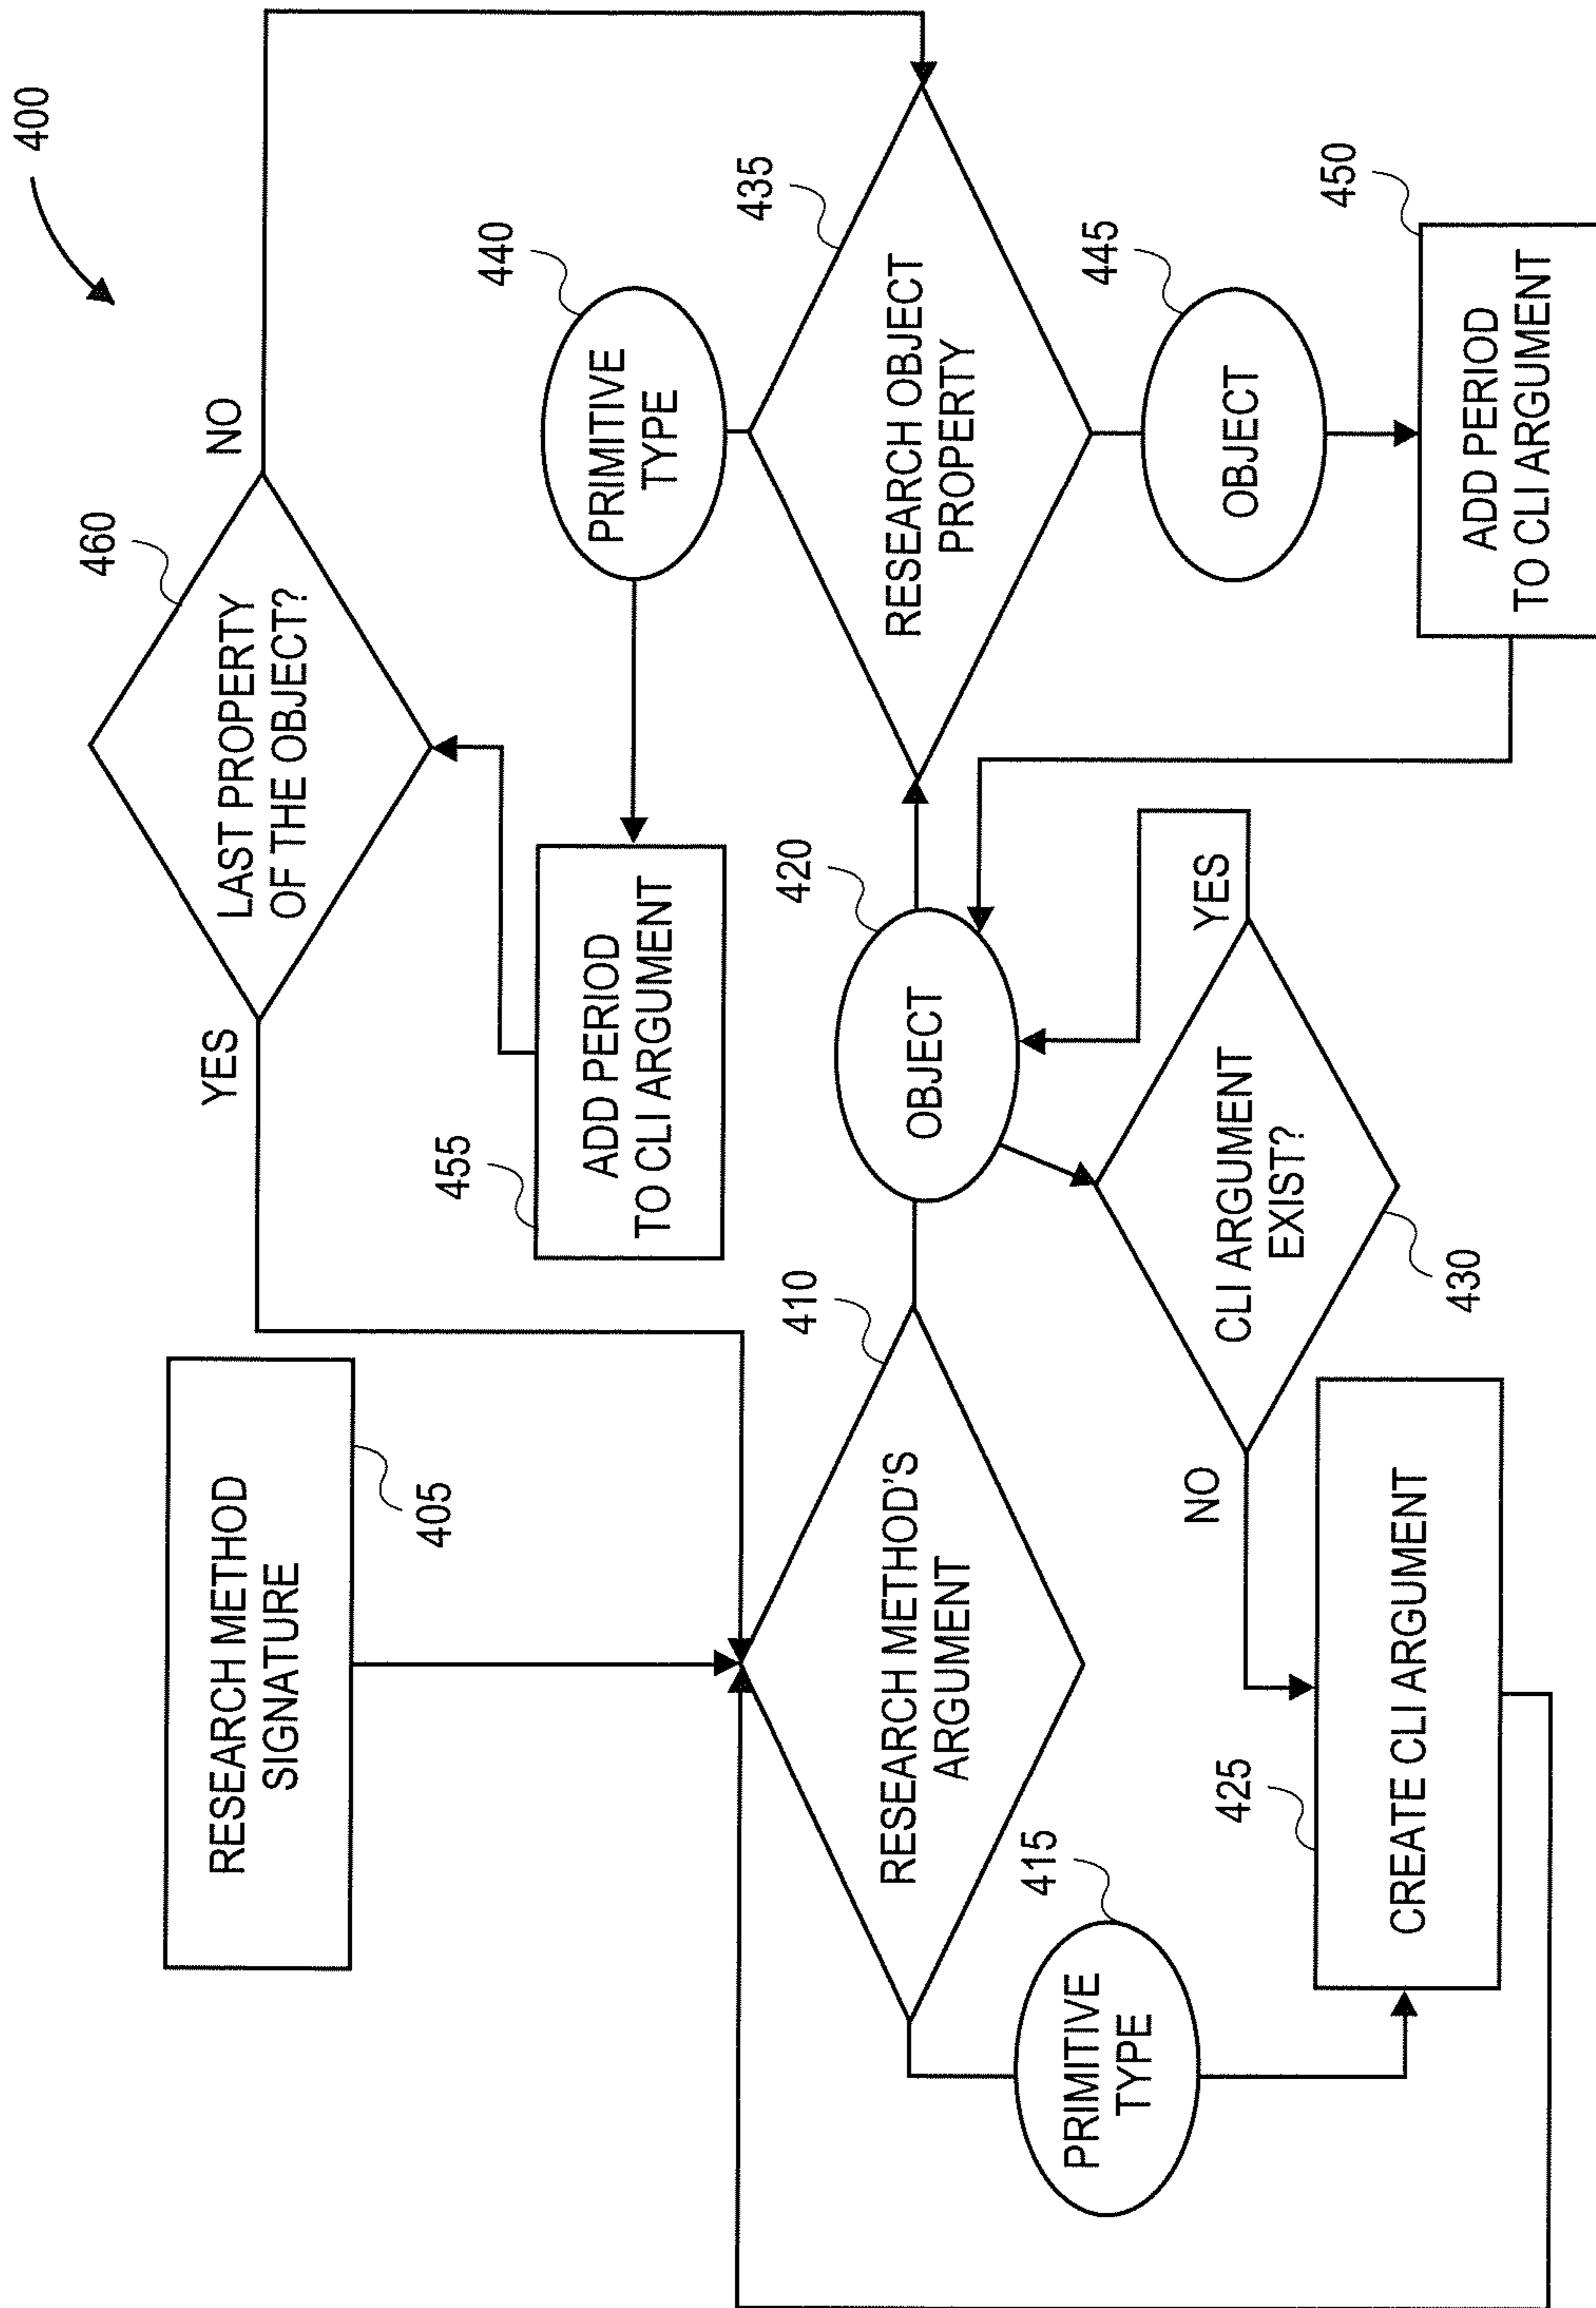 400
RESEARCH METHOD
SIGNATURE
405
YES
LAST PROPERTY
OF THE OBJECT?
460
NO
455
ADD PERIOD
TO CLI ARGUMENT
PRIMITIVE
TYPE
440
RESEARCH METHOD'S
ARGUMENT
410
OBJECT
420
RESEARCH OBJECT
PROPERTY
435
PRIMITIVE
TYPE
415
NO
CLI ARGUMENT
EXIST?
430
YES
OBJECT
445
425
CREATE CLI ARGUMENT
ADD PERIOD
TO CLI ARGUMENT
450